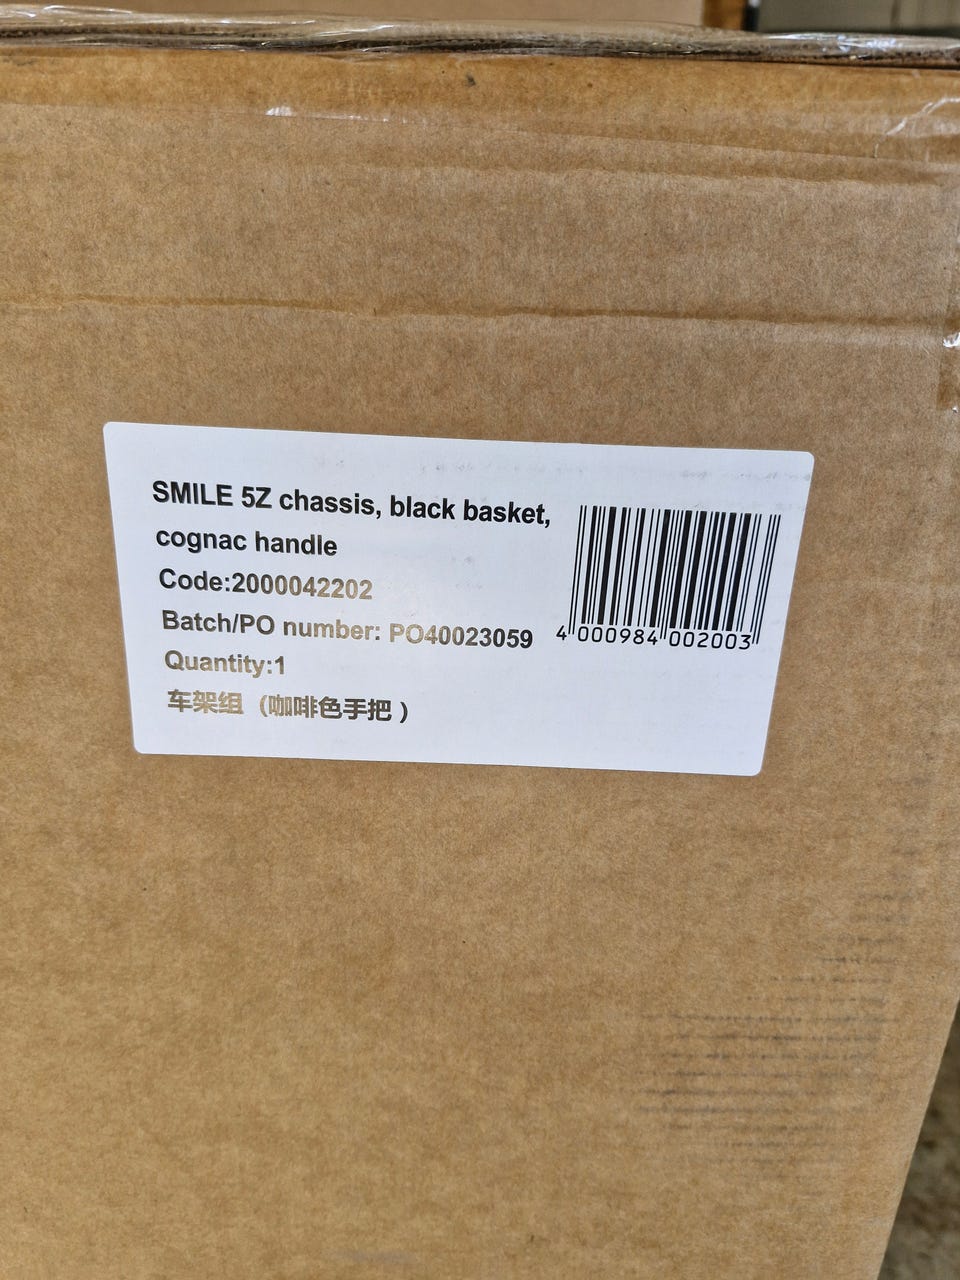 SMILE 5Z chassis, black basket,
cognac handle
Code:2000042202
Batch/PO number: PO40023059
Quantity:1
车架组（咖啡色手把 ）
4 000984 002003